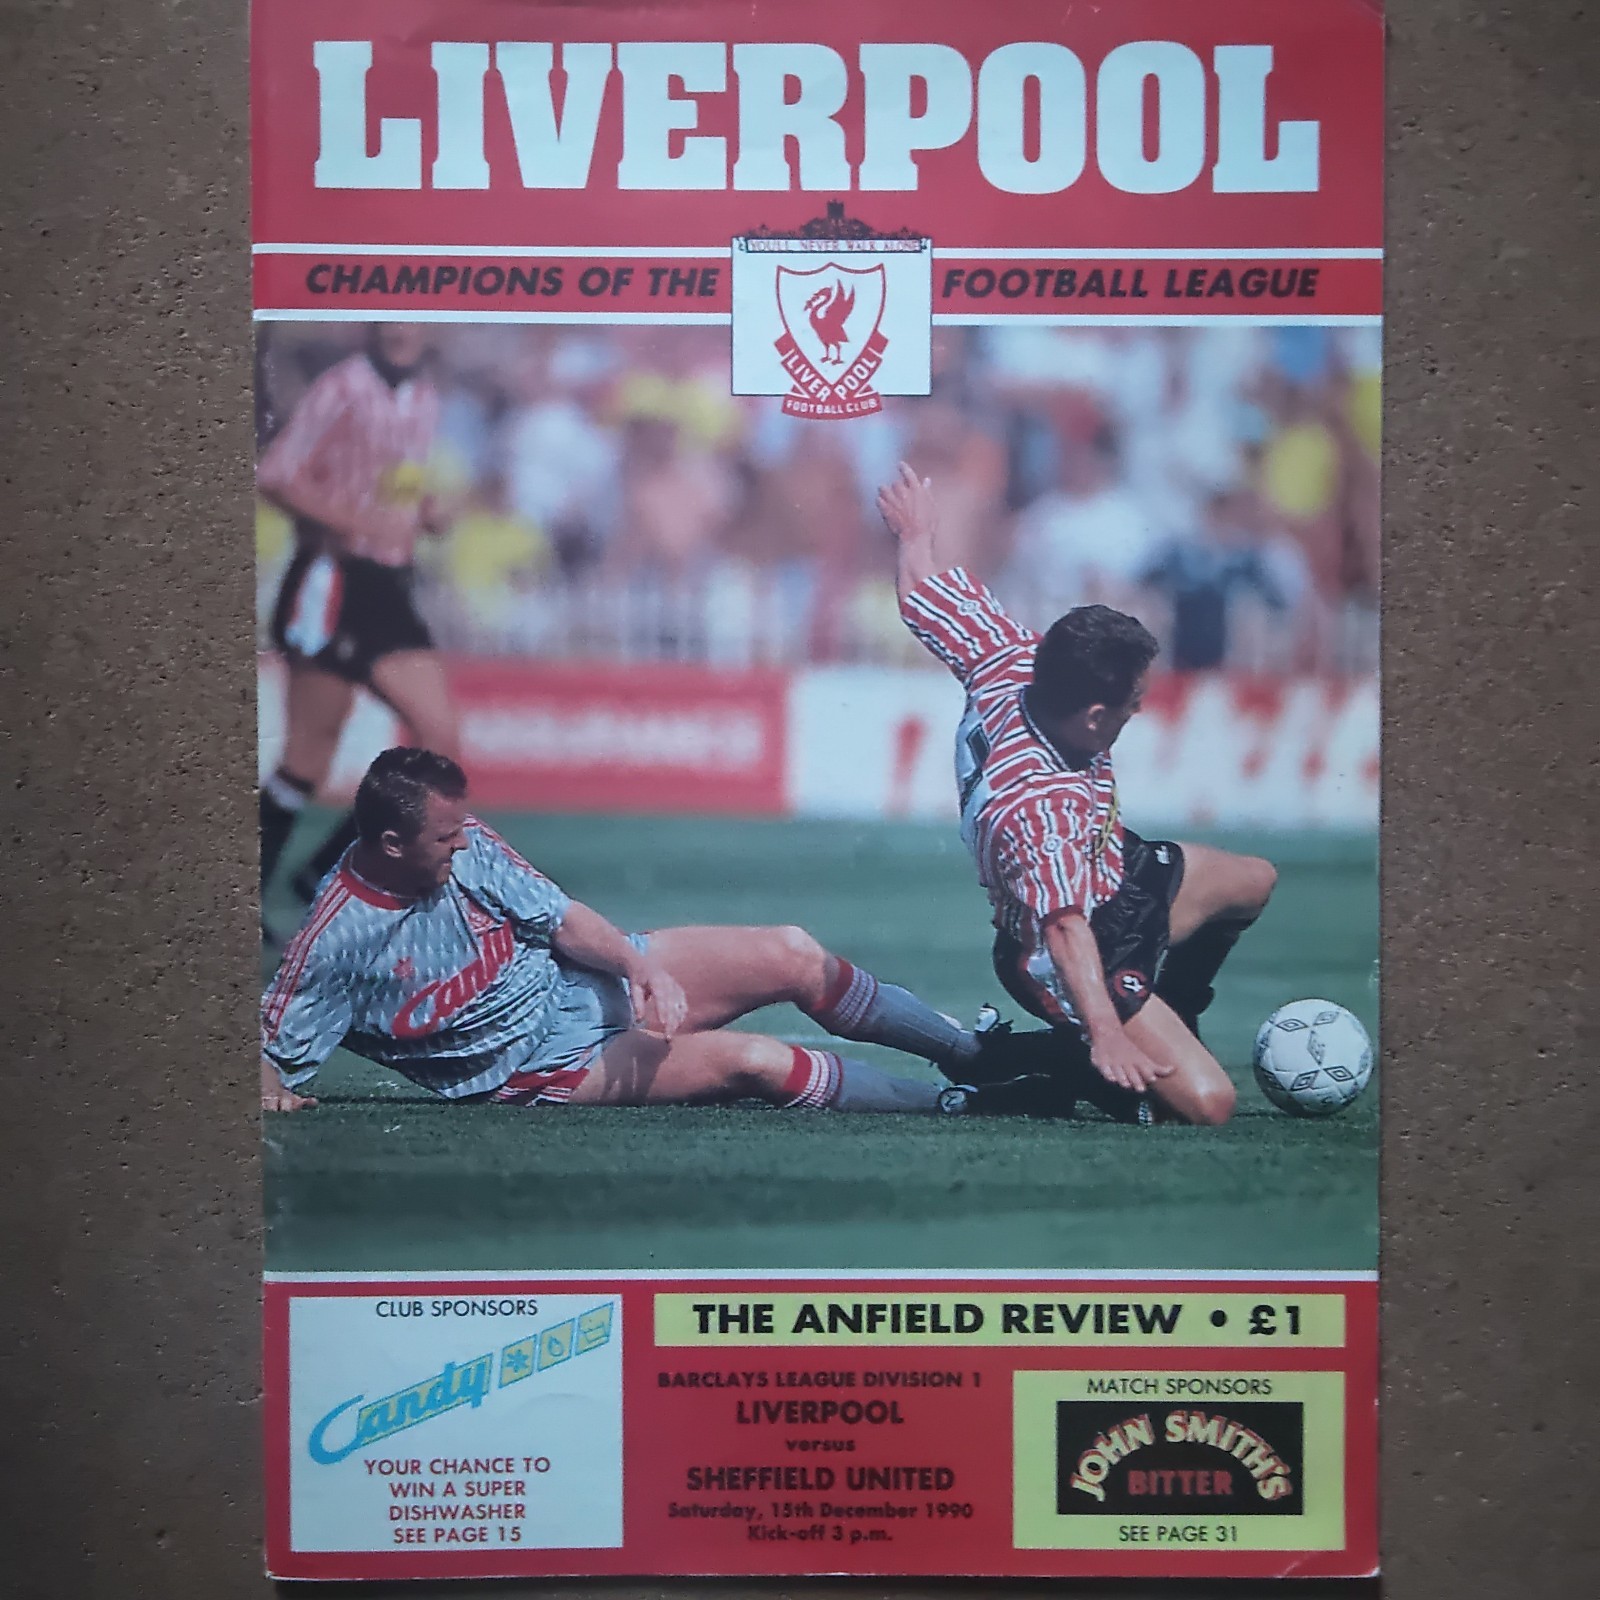 LIVERPOOL
YOU'LL NEVER WALK ALONE
CHAMPIONS OF THE FOOTBALL LEAGUE
LIVERPOOL
FOOTBALL CLUB
Candy
CLUB SPONSORS
Candy
YOUR CHANCE TO
WIN A SUPER
DISHWASHER
SEE PAGE 15
THE ANFIELD REVIEW • £1
BARCLAYS LEAGUE DIVISION 1
LIVERPOOL
versus
SHEFFIELD UNITED
Saturday, 15th December 1990
Kick-off 3 p.m.
MATCH SPONSORS
JOHN SMITH'S
BITTER
SEE PAGE 31